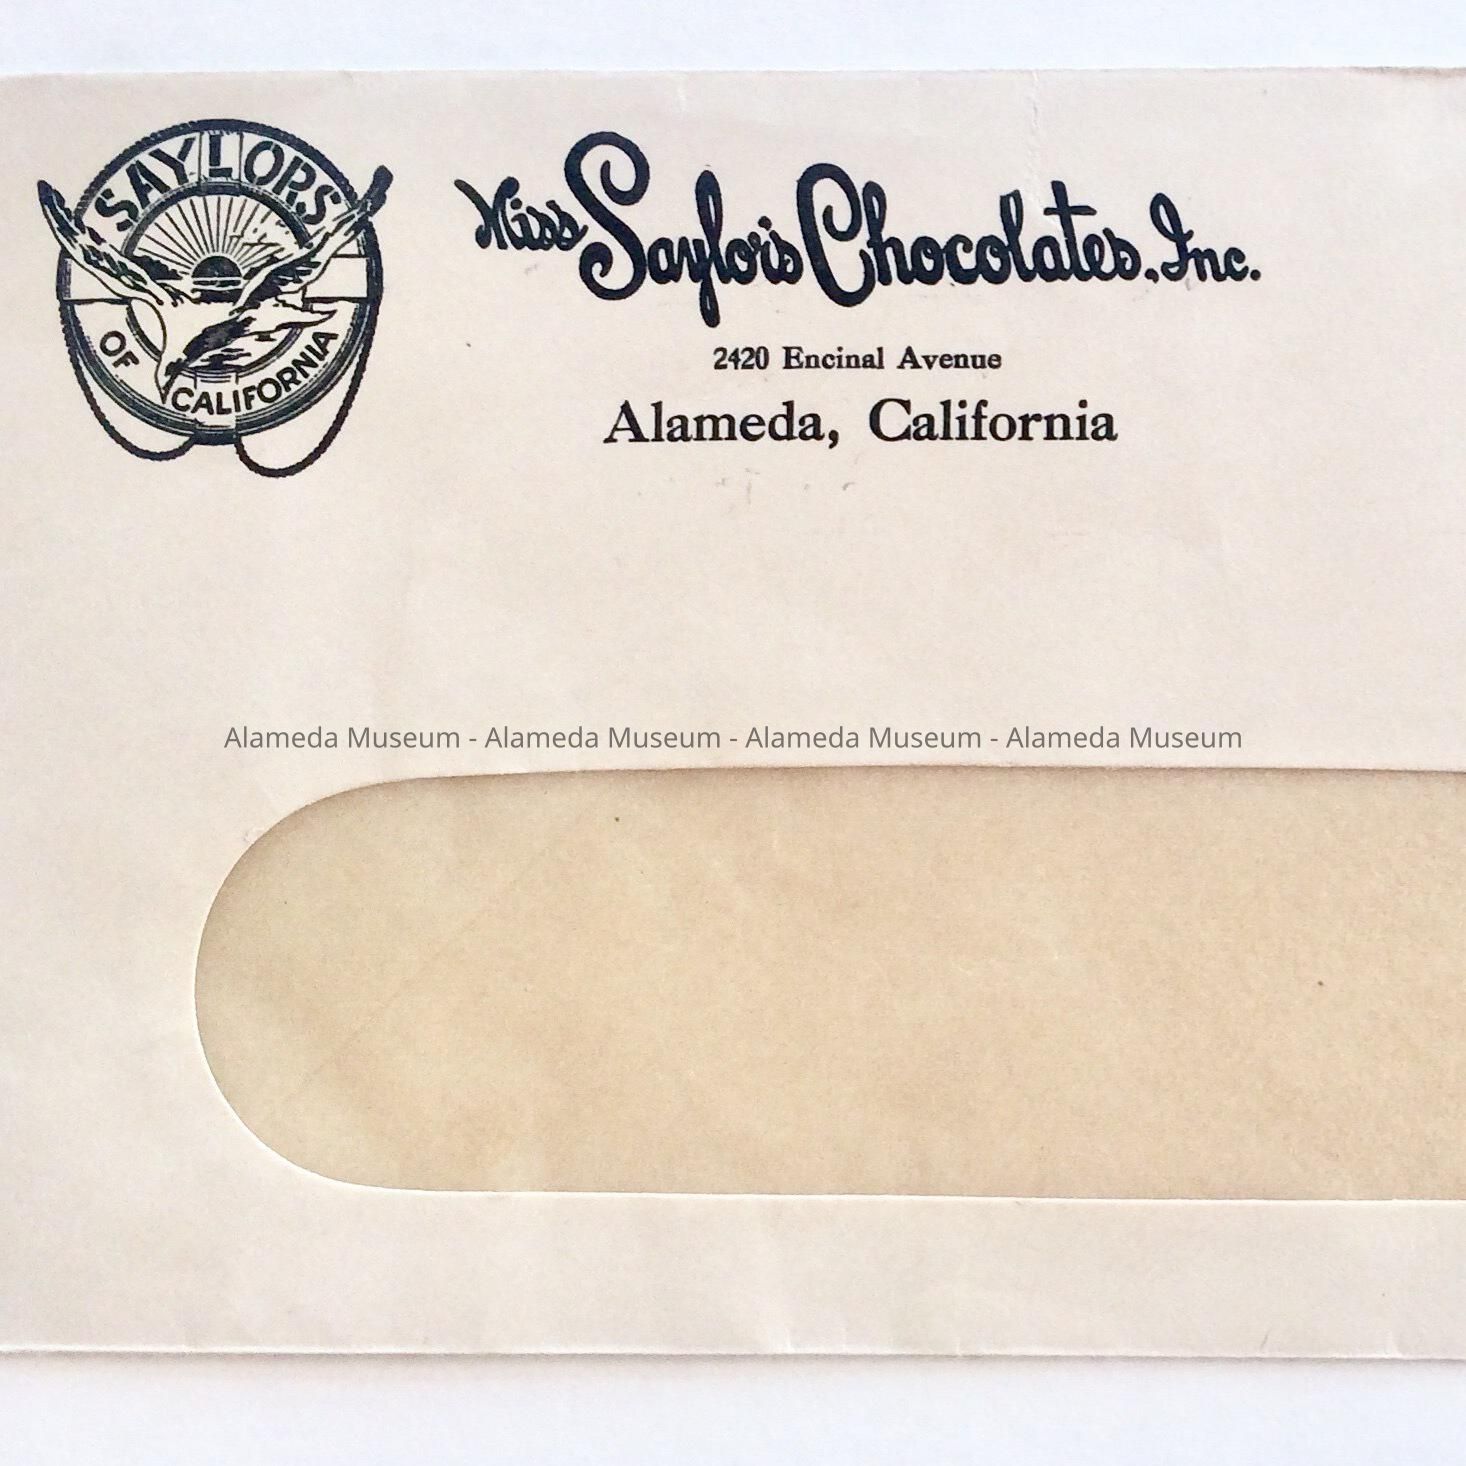 SAYLORS
OF CALIFORNIA
Miss Saylor's Chocolates, Inc.
2420 Encinal Avenue
Alameda, California
Alameda Museum - Alameda Museum - Alameda Museum - Alameda Museum